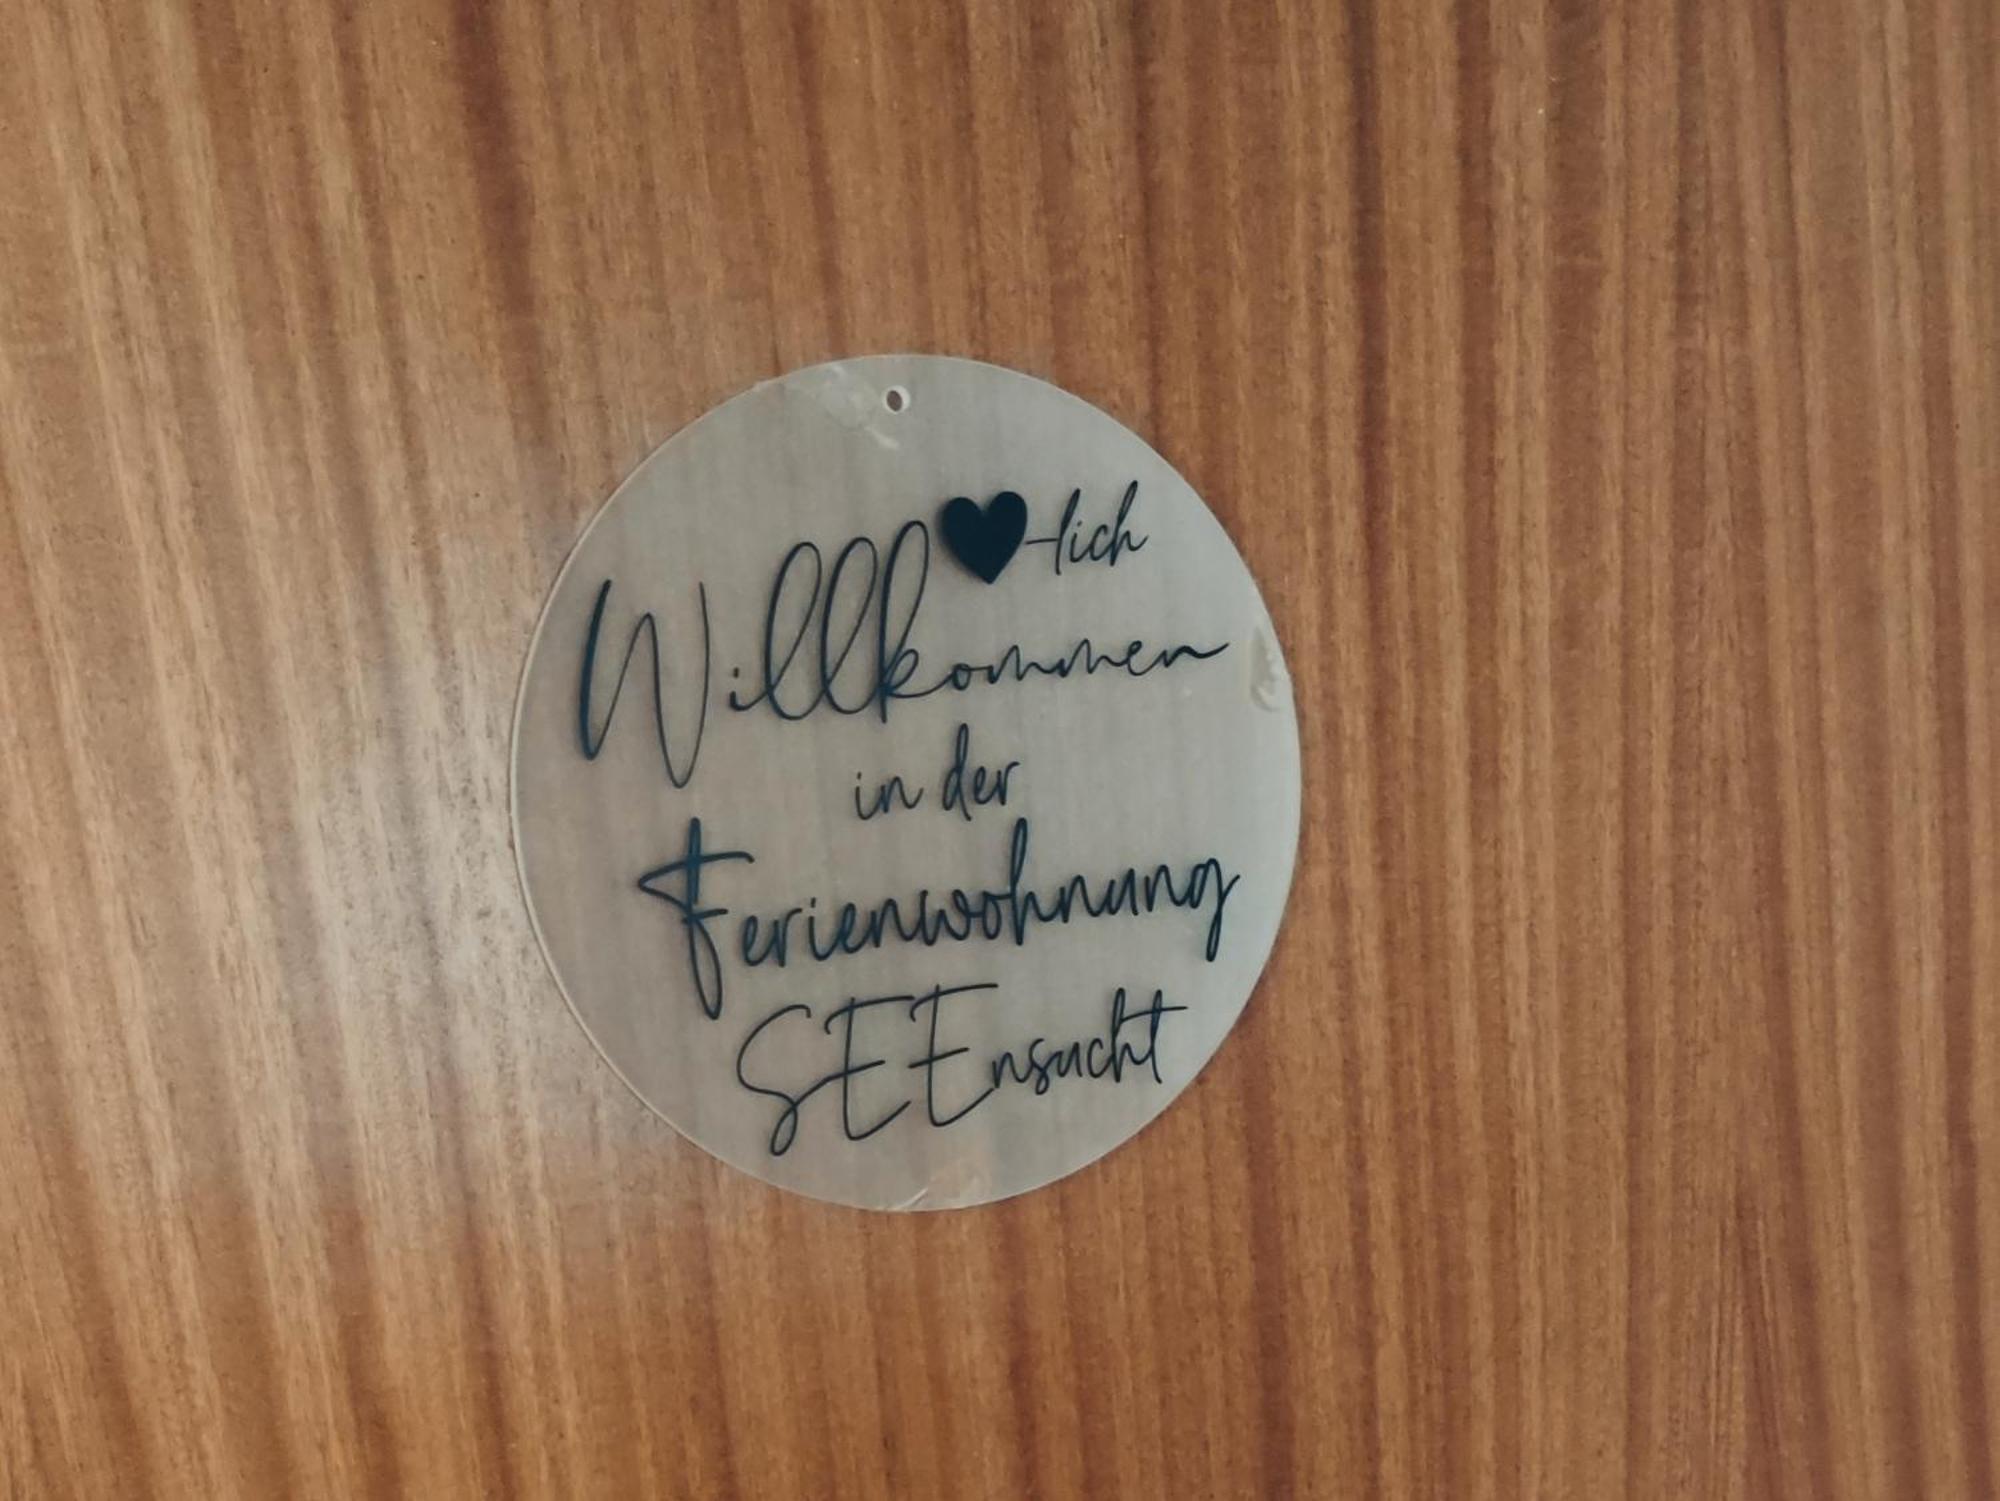 ♥-lich
Willkommen
in der
Ferienwohnung
SEEnsucht